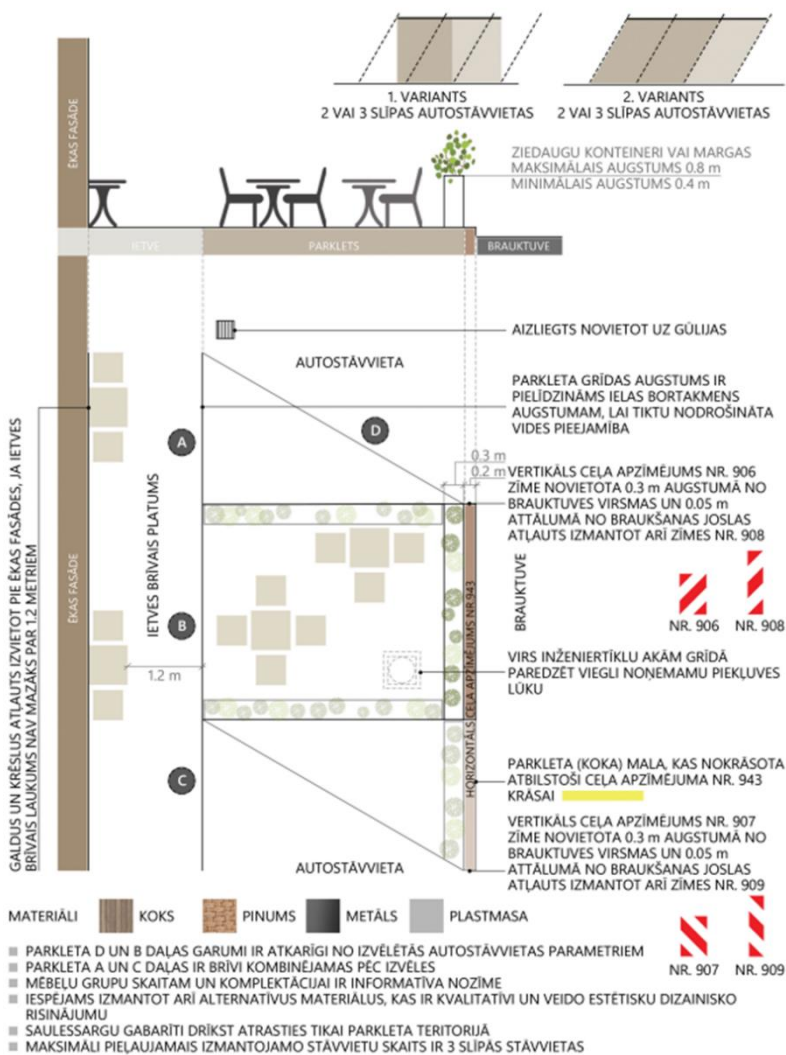 1. VARIANTS
2 VAI 3 SLĪPAS AUTOSTĀVVIETAS
2. VARIANTS
2 VAI 3 SLĪPAS AUTOSTĀVVIETAS
ĒKAS FASĀDE
ZIEDAUGU KONTEINERI VAI MARGAS
MAKSIMĀLAIS AUGSTUMS 0.8 m
MINIMĀLAIS AUGSTUMS 0.4 m
IETVE
PARKLETS
BRAUKTUVE
AIZLIEGTS NOVIETOT UZ GŪLIJAS
AUTOSTĀVVIETA
PARKLETA GRĪDAS AUGSTUMS IR
PIELĪDZINĀMS IELAS BORTAKMENS
AUGSTUMAM, LAI TIKTU NODROŠINĀTA
VIDES PIEEJAMĪBA
D
A
0.3 m
0.2 m
VERTIKĀLS CEĻA APZĪMĒJUMS NR. 906
ZĪME NOVIETOTA 0.3 m AUGSTUMĀ NO
BRAUKTUVES VIRSMAS UN 0.05 m
ATTĀLUMĀ NO BRAUKŠANAS JOSLAS
ATĻAUTS IZMANTOT ARĪ ZĪMES NR. 908
GALDUS UN KRĒSLUS ATĻAUTS IZVIETOT PIE ĒKAS FASĀDES, JA IETVES
BRĪVAIS LAUKUMS NAV MAZĀKS PAR 1.2 METRIEM
ĒKAS FASĀDE
IETVES BRĪVAIS PLATUMS
B
1.2 m
HORIZONTĀLS CEĻA APZĪMĒJUMS NR.943
BRAUKTUVE
NR. 906
NR. 908
VIRS INŽENIERTĪKLU AKĀM GRĪDĀ
PAREDZĒT VIEGLI NOŅEMAMU PIEKĻUVES
LŪKU
C
PARKLETA (KOKA) MALA, KAS NOKRĀSOTA
ATBILSTOŠI CEĻA APZĪMĒJUMA NR. 943
KRĀSAI
VERTIKĀLS CEĻA APZĪMĒJUMS NR. 907
ZĪME NOVIETOTA 0.3 m AUGSTUMĀ NO
BRAUKTUVES VIRSMAS UN 0.05 m
ATTĀLUMĀ NO BRAUKŠANAS JOSLAS
ATĻAUTS IZMANTOT ARĪ ZĪMES NR. 909
AUTOSTĀVVIETA
MATERIĀLI
KOKS
PINUMS
METĀLS
PLASTMASA
NR. 907
NR. 909
PARKLETA D UN B DAĻAS GARUMI IR ATKARĪGI NO IZVĒLĒTĀS AUTOSTĀVVIETAS PARAMETRIEM
PARKLETA A UN C DAĻAS IR BRĪVI KOMBINĒJAMAS PĒC IZVĒLES
MĒBEĻU GRUPU SKAITAM UN KOMPLEKTĀCIJAI IR INFORMATĪVA NOZĪME
IESPĒJAMS IZMANTOT ARĪ ALTERNATĪVUS MATERIĀLUS, KAS IR KVALITATĪVI UN VEIDO ESTĒTISKU DIZAINISKO
RISINĀJUMU
SAULESSARGU GABARĪTI DRĪKST ATRASTIES TIKAI PARKLETA TERITORIJĀ
MAKSIMĀLI PIEĻAUJAMAIS IZMANTOJAMO STĀVVIETU SKAITS IR 3 SLĪPĀS STĀVVIETAS